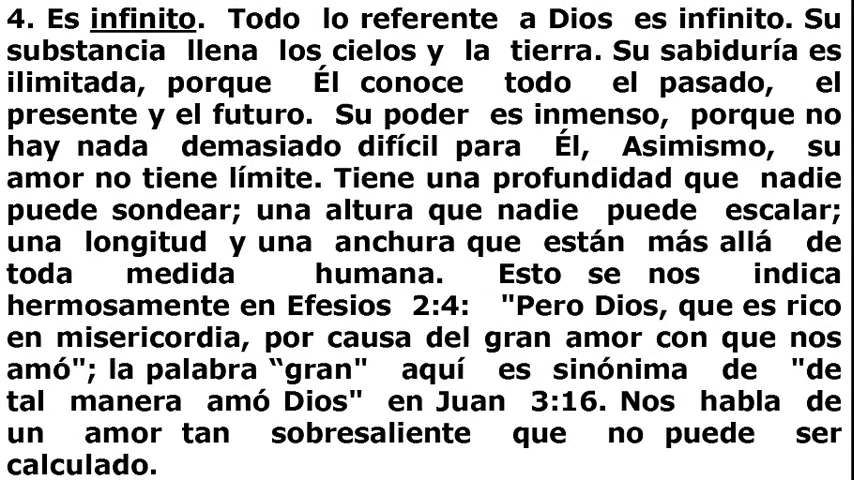 4. Es infinito. Todo lo referente a Dios es infinito. Su
substancia llena los cielos y la tierra. Su sabiduría es
ilimitada, porque Él conoce todo el pasado, el
presente y el futuro. Su poder es inmenso, porque no
hay nada demasiado difícil para Él, Asimismo, su
amor no tiene límite. Tiene una profundidad que nadie
puede sondear; una altura que nadie puede escalar;
una longitud y una anchura que están más allá de
toda medida humana. Esto se nos indica
hermosamente en Efesios 2:4: "Pero Dios, que es rico
en misericordia, por causa del gran amor con que nos
amó"; la palabra “gran" aquí es sinónima de "de
tal manera amó Dios" en Juan 3:16. Nos habla de
un amor tan sobresaliente que no puede ser
calculado.